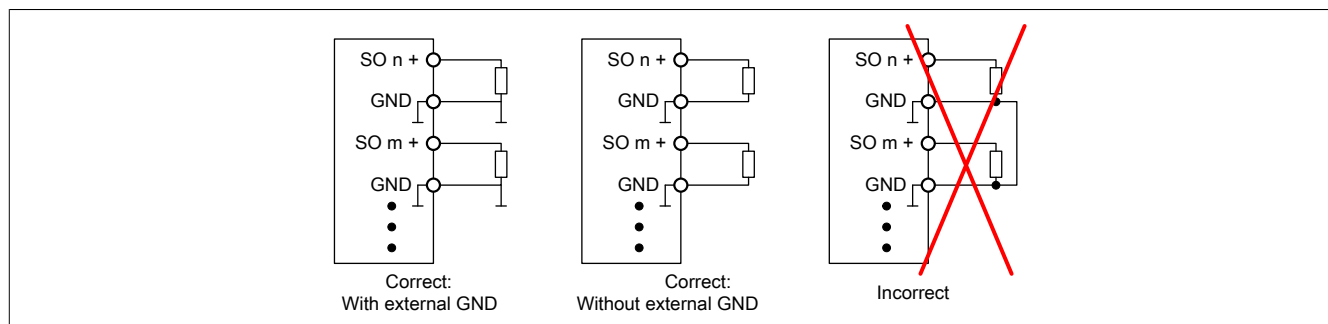 SO n +
GND
SO m +
GND
Correct:
With external GND
SO n +
GND
SO m +
GND
Correct:
Without external GND
SO n +
GND
SO m +
GND
Incorrect